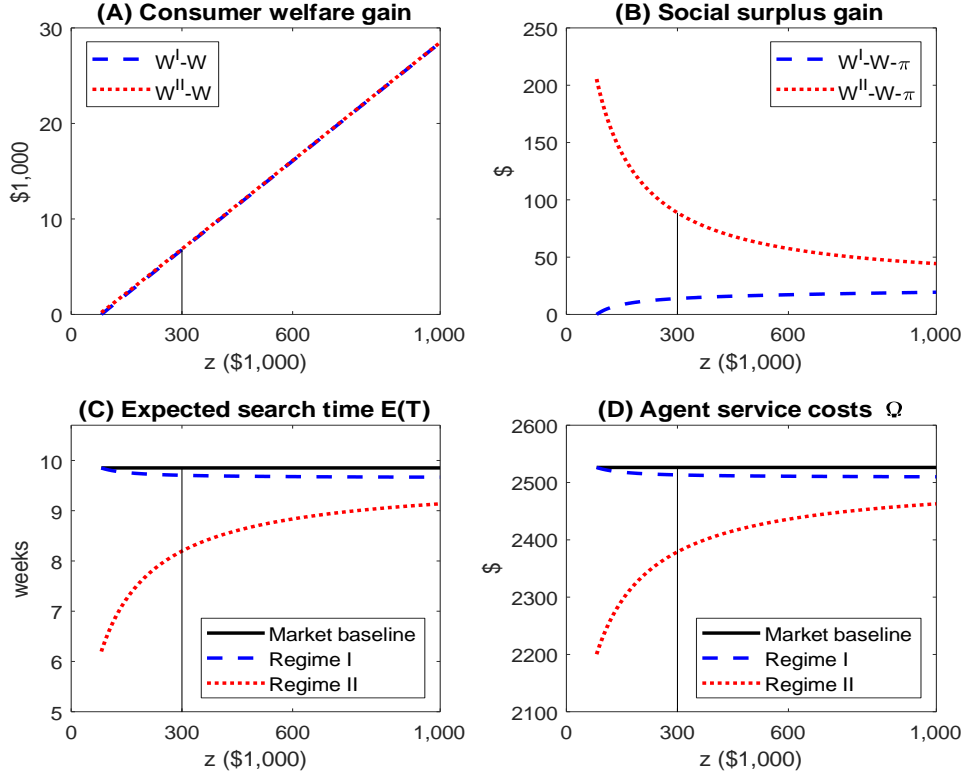 (A) Consumer welfare gain
30
20
10
0
$1,000
W^I-W
W^II-W
0 300 600 1,000
z ($1,000)
(B) Social surplus gain
250
200
150
100
50
0
$
W^I-W-π
W^II-W-π
0 300 600 1,000
z ($1,000)
(C) Expected search time E(T)
10
9
8
7
6
5
weeks
Market baseline
Regime I
Regime II
0 300 600 1,000
z ($1,000)
(D) Agent service costs Ω
2600
2500
2400
2300
2200
2100
$
Market baseline
Regime I
Regime II
0 300 600 1,000
z ($1,000)